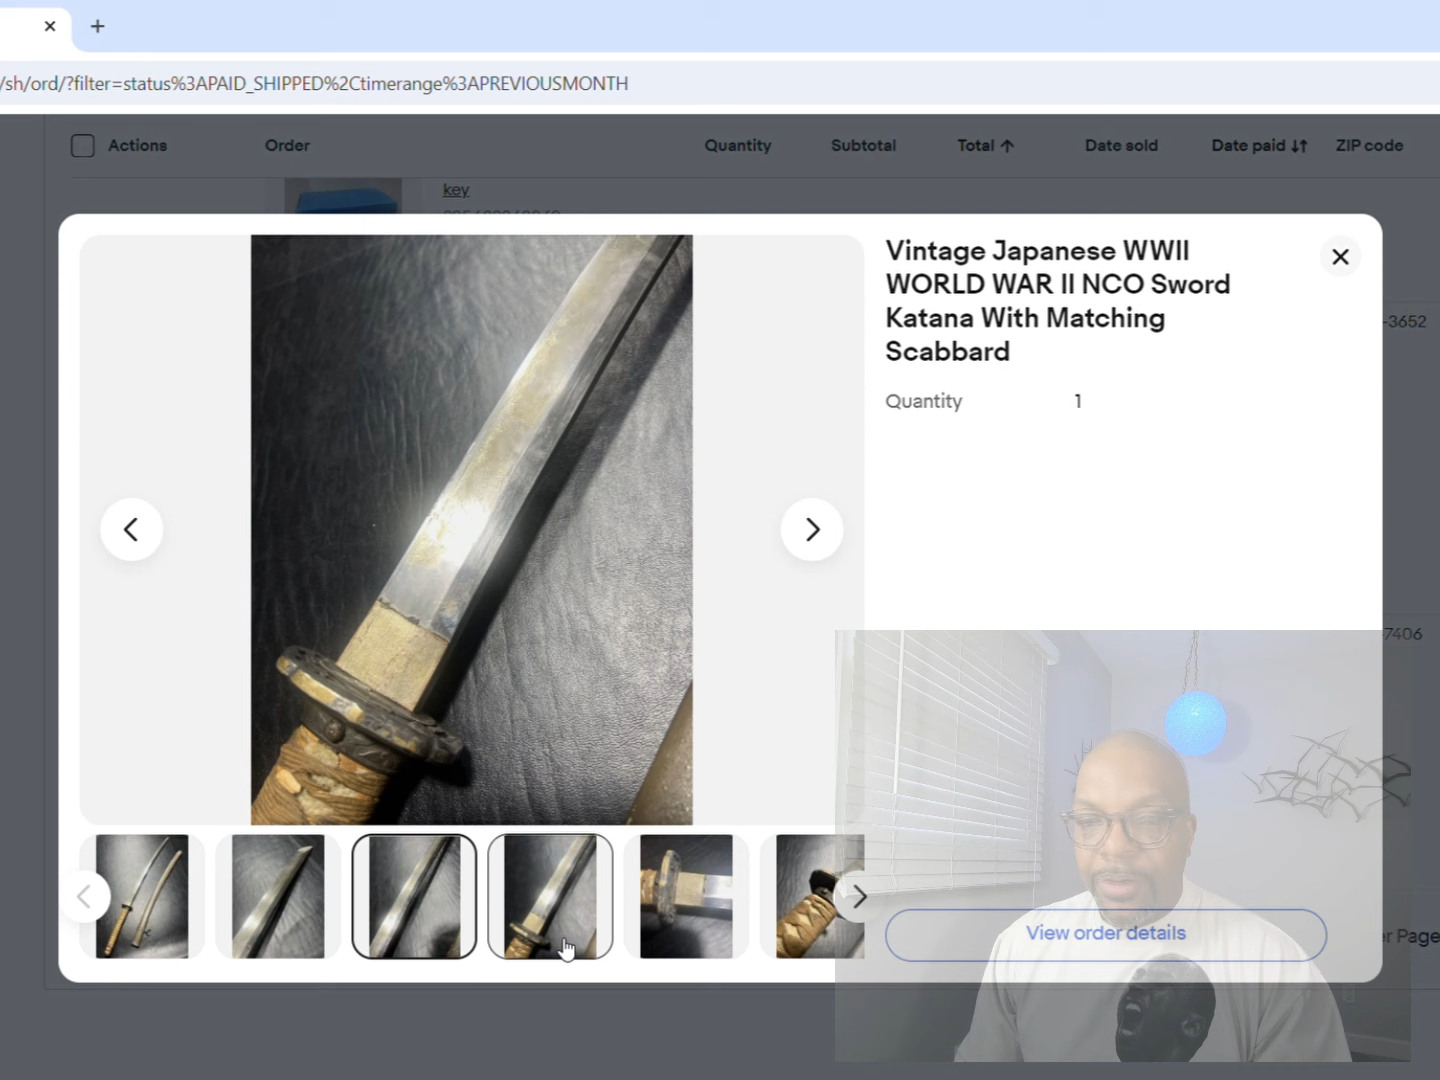 /sh/ord/?filter=status%3APAID_SHIPPED%2Ctimerange%3APREVIOUSMONTH
Actions Order Quantity Subtotal Total Date sold Date paid ZIP code
key
Vintage Japanese WWII
WORLD WAR II NCO Sword
Katana With Matching
Scabbard
-3652
Quantity 1
-7406
View order details
r Page